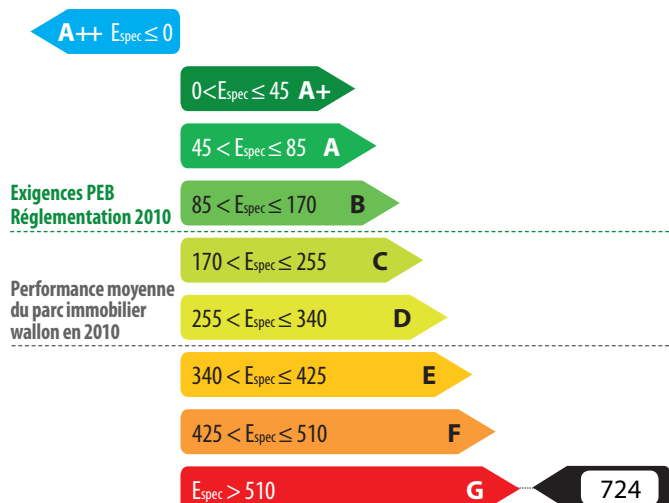 A++ Espec ≤ 0
0<Espec ≤ 45 A+
45 < Espec ≤ 85 A
Exigences PEB
Réglementation 2010
85 < Espec ≤ 170 B
170 < Espec ≤ 255 C
Performance moyenne
du parc immobilier
wallon en 2010
255 < Espec ≤ 340 D
340 < Espec ≤ 425 E
425 < Espec ≤ 510 F
Espec > 510 G 724